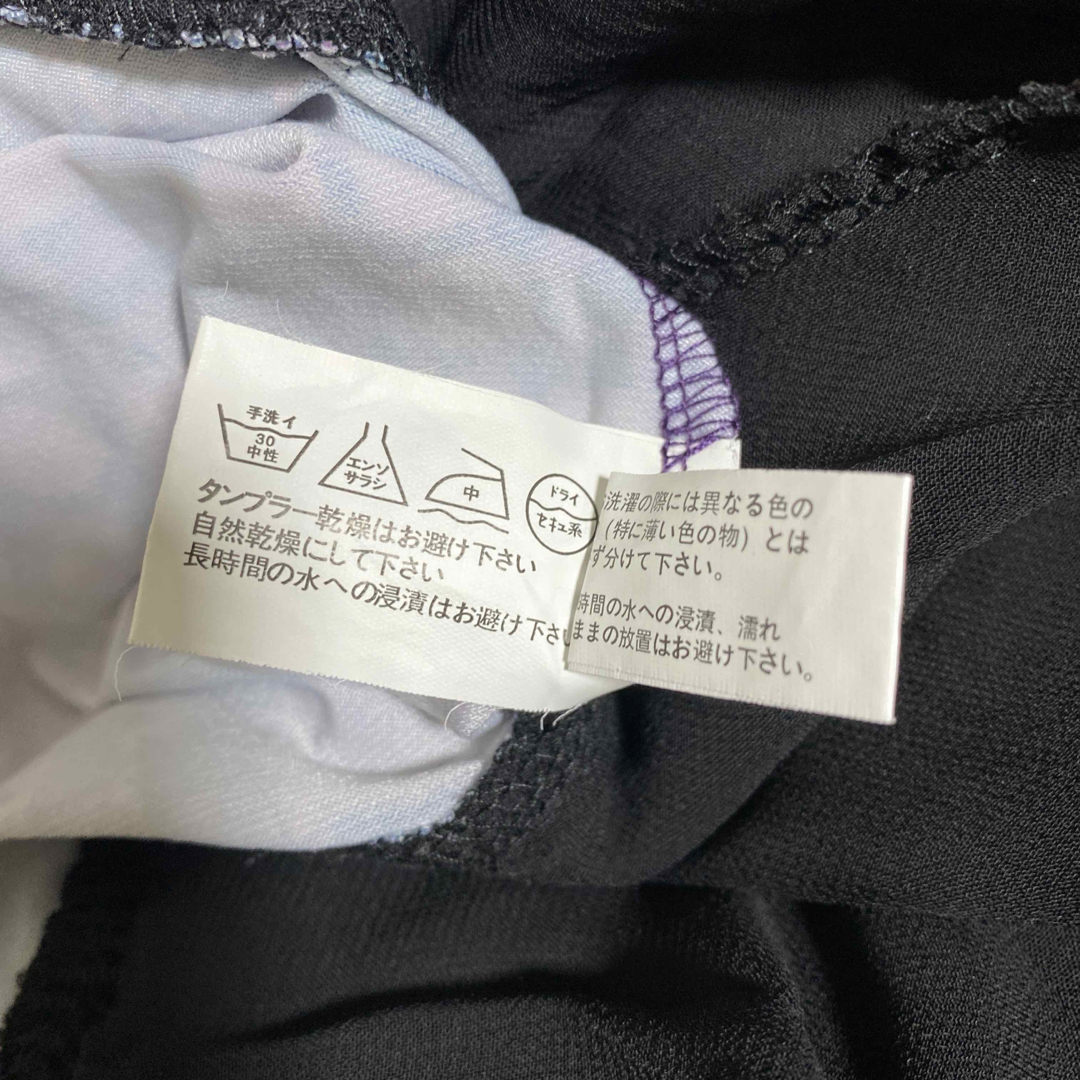 手洗イ
30
中性
エンソ
サラシ
中
ドライ
セキユ系
タンブラー乾燥はお避け下さい
自然乾燥にして下さい
長時間の水への浸漬はお避け下さい
洗濯の際には異なる色の
(特に薄い色の物)とは
ず分けて下さい。
時間の水への浸漬、濡れ
ままの放置はお避け下さい。